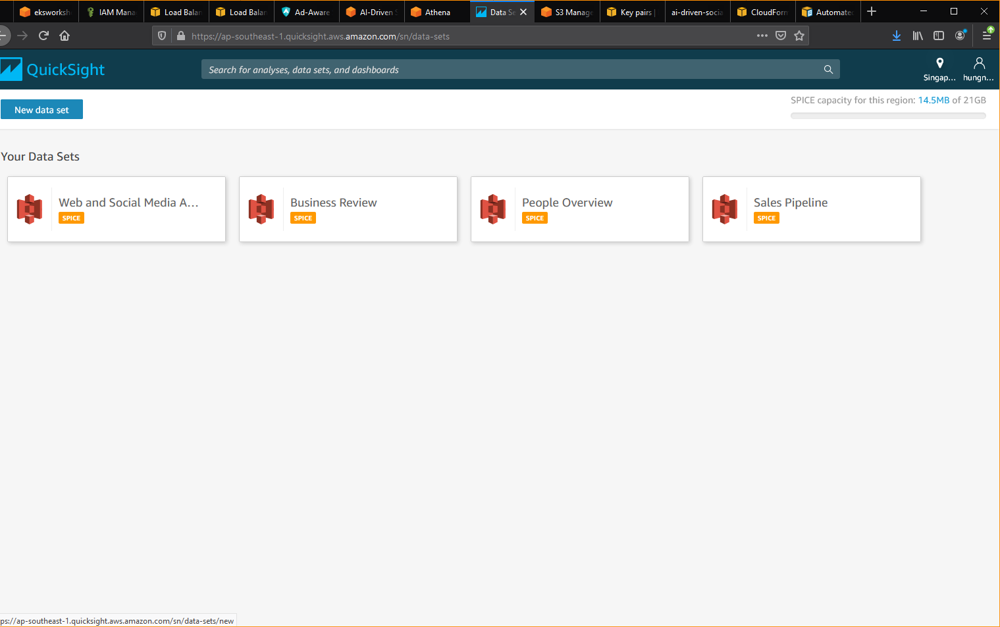 eksworksh
IAM Mana
Load Balan
Load Balan
Ad-Aware
AI-Driven S
Athena
Data Se
S3 Manage
Key pairs |
ai-driven-socia
CloudForm
Automated
https://ap-southeast-1.quicksight.aws.amazon.com/sn/data-sets
QuickSight
Search for analyses, data sets, and dashboards
Singap...
hungn...
New data set
SPICE capacity for this region: 14.5MB of 21GB
Your Data Sets
Web and Social Media A...
SPICE
Business Review
SPICE
People Overview
SPICE
Sales Pipeline
SPICE
ps://ap-southeast-1.quicksight.aws.amazon.com/sn/data-sets/new